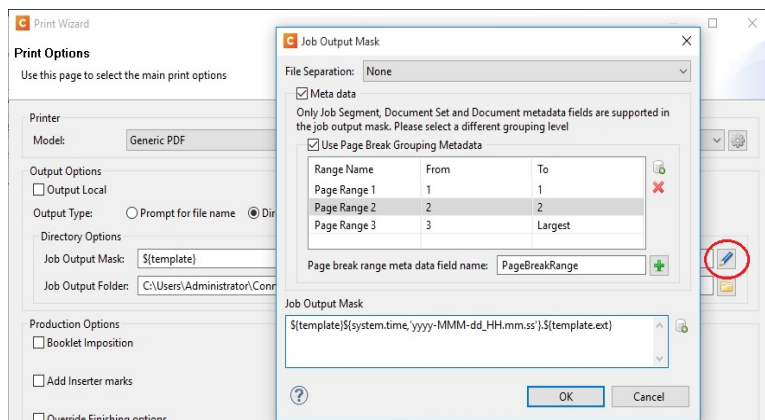 Print Wizard
Print Options
Use this page to select the main print options
Printer
Model: Generic PDF
Output Options
Output Local
Output Type: Prompt for file name Dir
Directory Options
Job Output Mask: ${template}
Job Output Folder: C:\Users\Administrator\Conn
Production Options
Booklet Imposition
Add Inserter marks
Override Finishing options
Job Output Mask
File Separation: None
Meta data
Only Job Segment, Document Set and Document metadata fields are supported in
the job output mask. Please select a different grouping level
Use Page Break Grouping Metadata
Range Name From To
Page Range 1 1 1
Page Range 2 2 2
Page Range 3 3 Largest
Page break range meta data field name: PageBreakRange
Job Output Mask
${template}${system.time,'yyyy-MMM-dd_HH.mm.ss'}.${template.ext}
OK Cancel